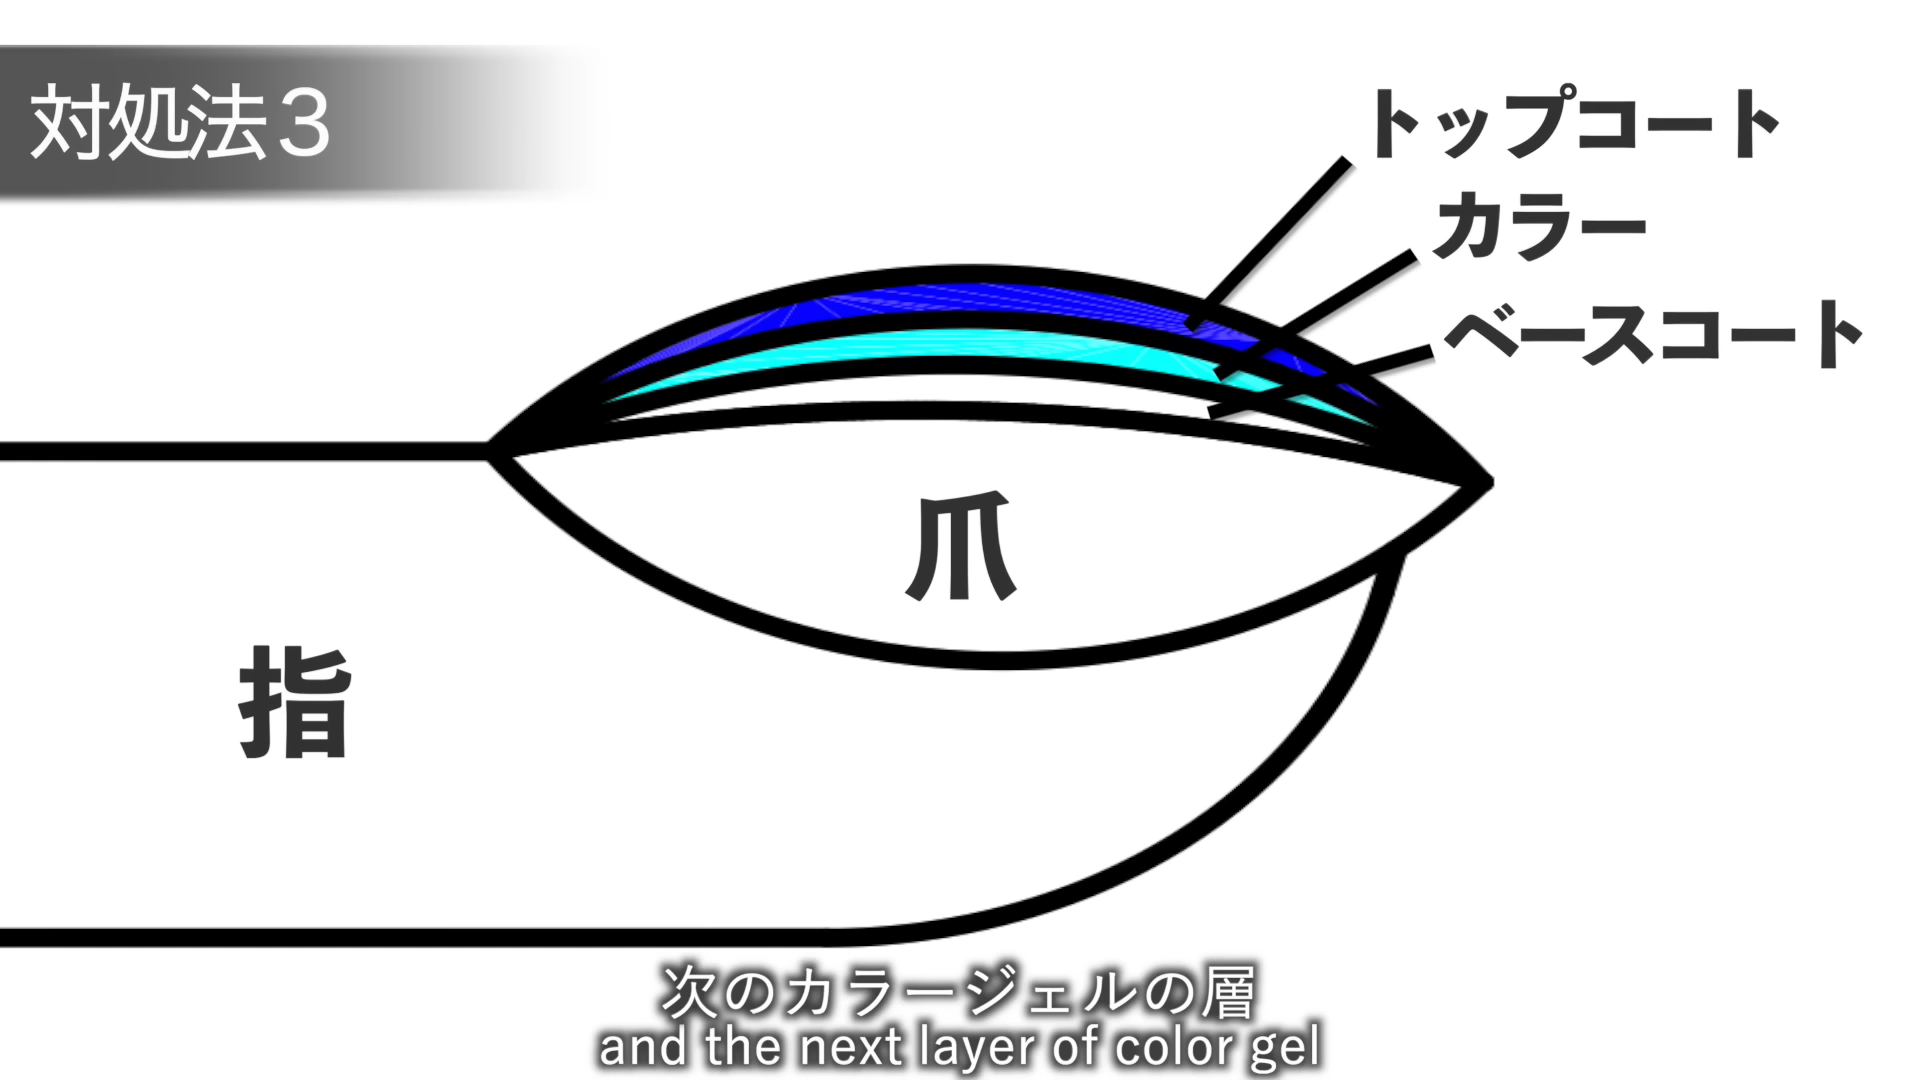 対処法3
トップコート
カラー
ベースコート
爪
指
次のカラージェルの層
and the next layer of color gel